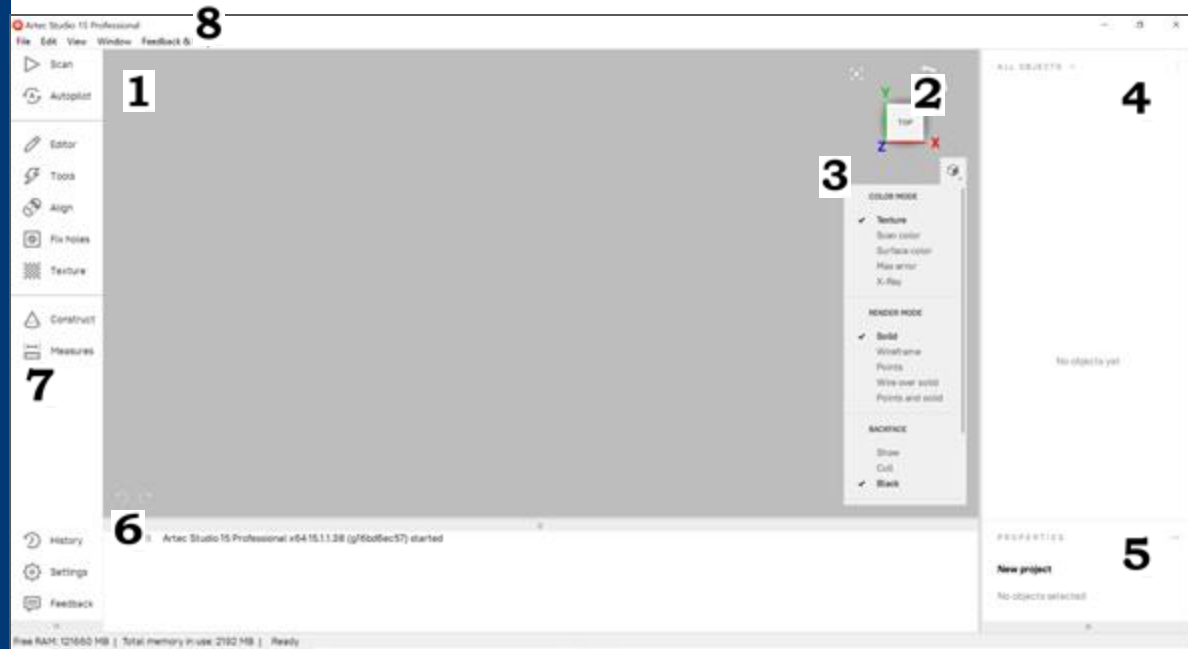 Artec Studio 15 Professional
File Edit View Window Feedback &
8
Scan
Autopilot
Editor
Tools
Align
Fix holes
Texture
Construct
Measures
7
History
Settings
Feedback
1
2
Y
TOP
Z
X
3
COLOR MODE
✓ Texture
Scan color
Surface color
Max error
X-Ray
RENDER MODE
✓ Solid
Wireframe
Points
Wire over solid
Points and solid
BACKFACE
Show
Cull
✓ Black
ALL OBJECTS
4
No objects yet
6
Artec Studio 15 Professional x64 15.1.1.38 (g16bd6ec57) started
PROPERTIES
5
New project
No objects selected
Free RAM: 121660 MB | Total memory in use: 2192 MB | Ready